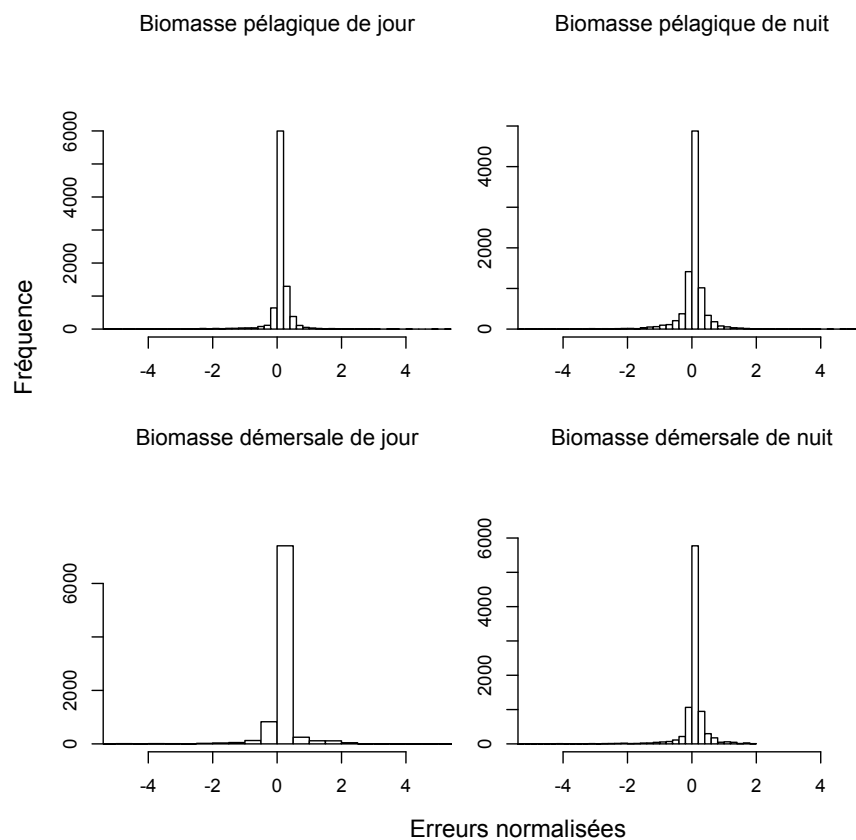 Biomasse pélagique de jour
Biomasse pélagique de nuit
Fréquence
0 2000 4000 6000
-4 -2 0 2 4
0 2000 4000
-4 -2 0 2 4
Biomasse démersale de jour
Biomasse démersale de nuit
0 2000 6000
-4 -2 0 2 4
0 2000 4000 6000
-4 -2 0 2 4
Erreurs normalisées